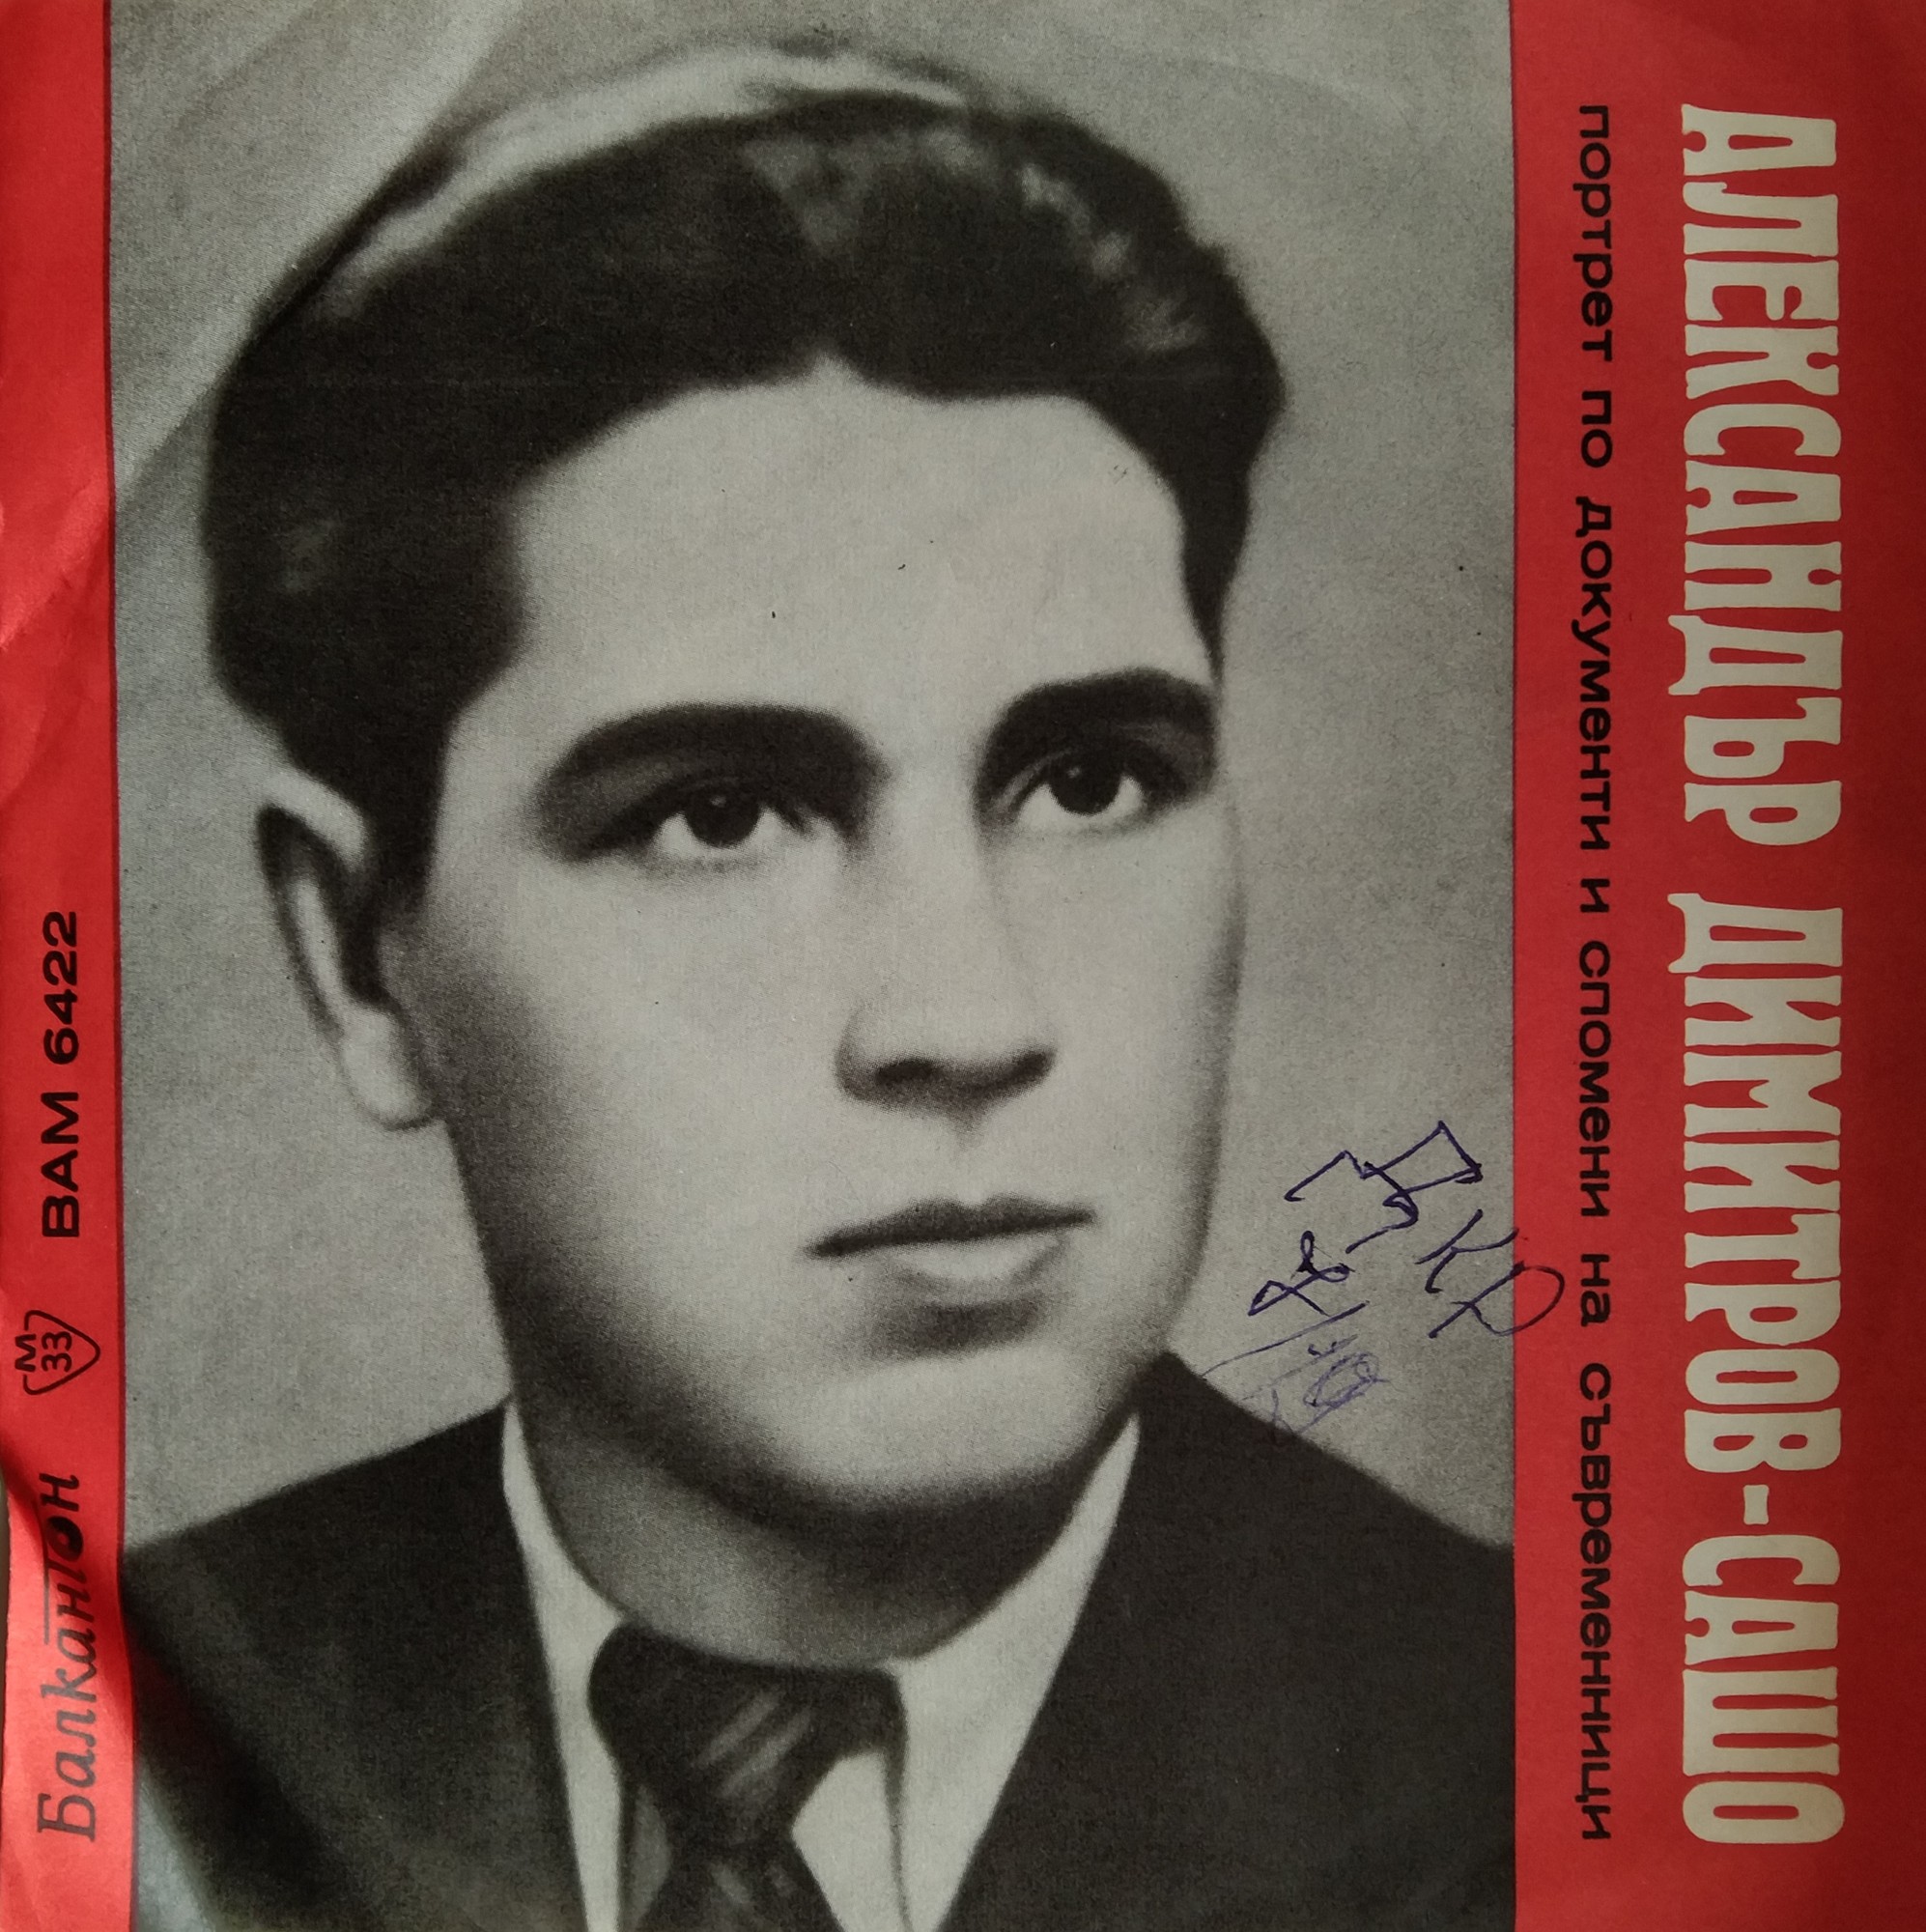 АЛЕКСАНДЪР ДИМИТРОВ-САШО
портрет по документи и спомени на съвременници
Балкантон М 33 ВАМ 6422